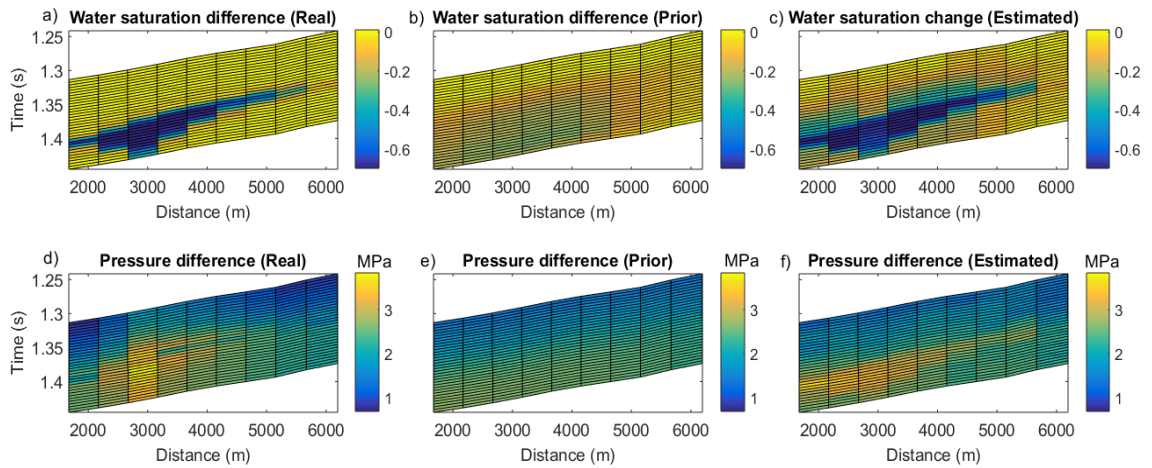 a) Water saturation difference (Real)
b) Water saturation difference (Prior)
c) Water saturation change (Estimated)
1.25
1.3
1.35
1.4
Time (s)
0
-0.2
-0.4
-0.6
0
-0.2
-0.4
-0.6
0
-0.2
-0.4
-0.6
2000 3000 4000 5000 6000
2000 3000 4000 5000 6000
2000 3000 4000 5000 6000
Distance (m)
Distance (m)
Distance (m)
d) Pressure difference (Real) MPa
e) Pressure difference (Prior) MPa
f) Pressure difference (Estimated) MPa
1.25
1.3
1.35
1.4
Time (s)
3
2
1
3
2
1
3
2
1
2000 3000 4000 5000 6000
2000 3000 4000 5000 6000
2000 3000 4000 5000 6000
Distance (m)
Distance (m)
Distance (m)